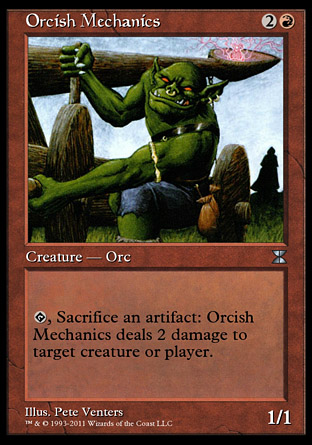 Orcish Mechanics 2
Creature — Orc
, Sacrifice an artifact: Orcish
Mechanics deals 2 damage to
target creature or player.
Illus. Pete Venters
™ & © 1993-2011 Wizards of the Coast LLC
1/1